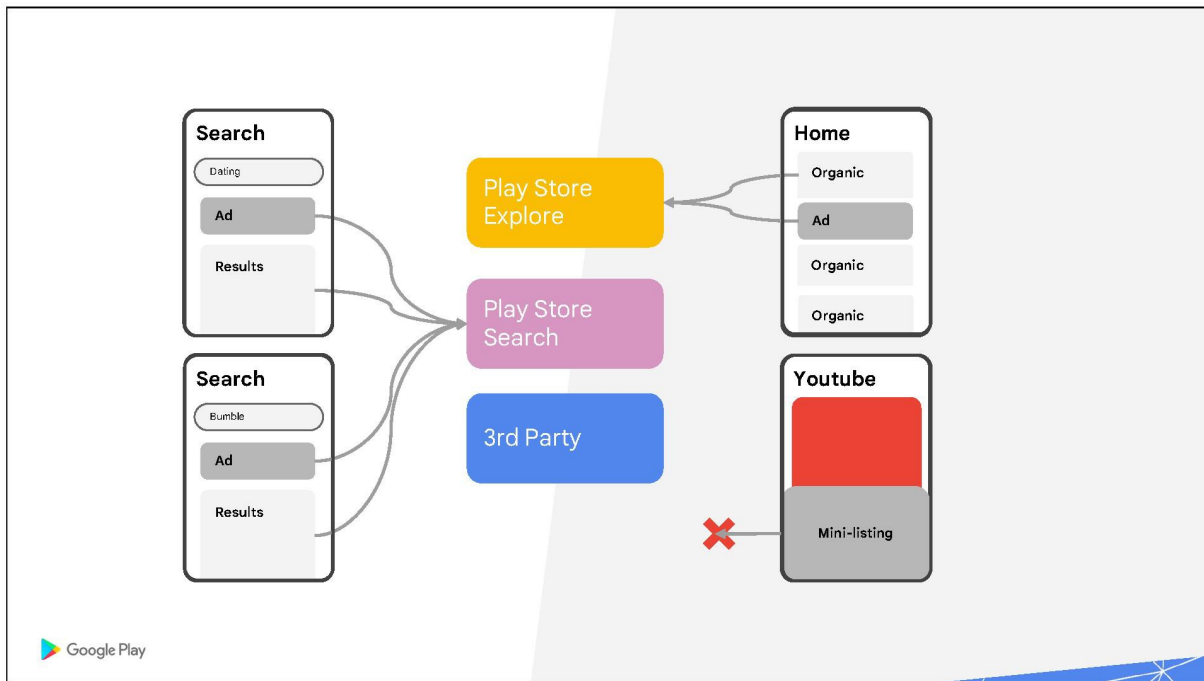 Search
Dating
Ad
Results
Search
Bumble
Ad
Results
Play Store
Explore
Play Store
Search
3rd Party
Home
Organic
Ad
Organic
Organic
Youtube
Mini-listing
Google Play